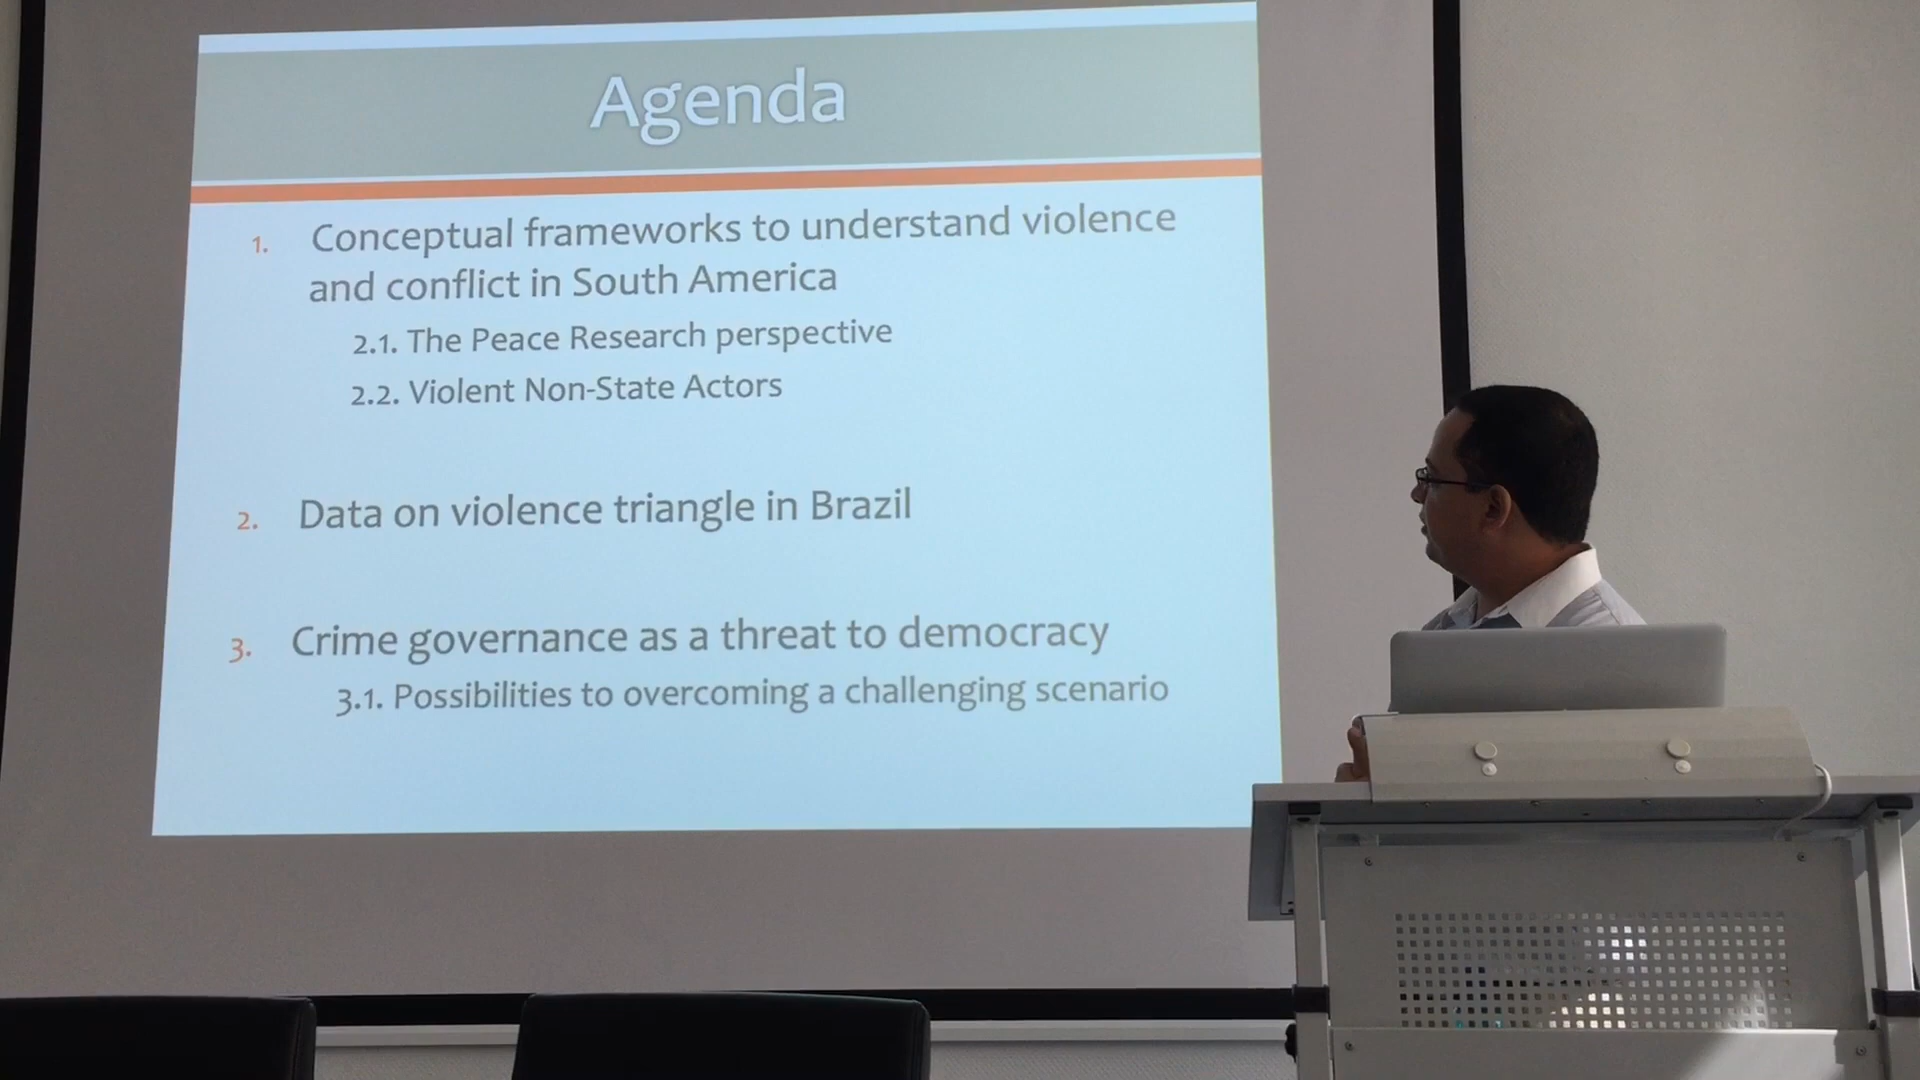 Agenda
1. Conceptual frameworks to understand violence
and conflict in South America
2.1. The Peace Research perspective
2.2. Violent Non-State Actors
2. Data on violence triangle in Brazil
3. Crime governance as a threat to democracy
3.1. Possibilities to overcoming a challenging scenario